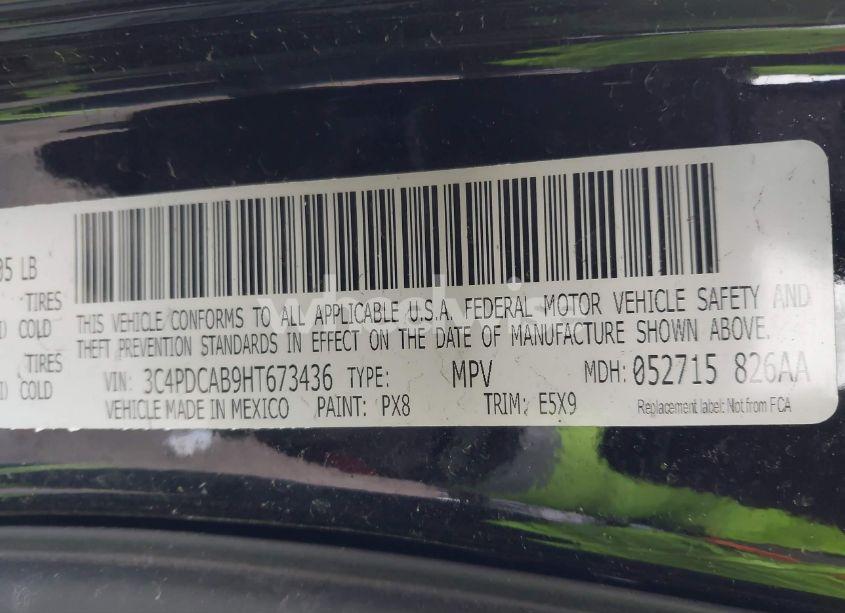 05 LB
TIRES
COLD
TIRES
COLD
THIS VEHICLE CONFORMS TO ALL APPLICABLE U.S.A. FEDERAL MOTOR VEHICLE SAFETY AND
THEFT PREVENTION STANDARDS IN EFFECT ON THE DATE OF MANUFACTURE SHOWN ABOVE.
VIN: 3C4PDCAB9HT673436 TYPE: MPV MDH: 052715 826AA
VEHICLE MADE IN MEXICO PAINT: PX8 TRIM: E5X9 Replacement label: Not from FCA